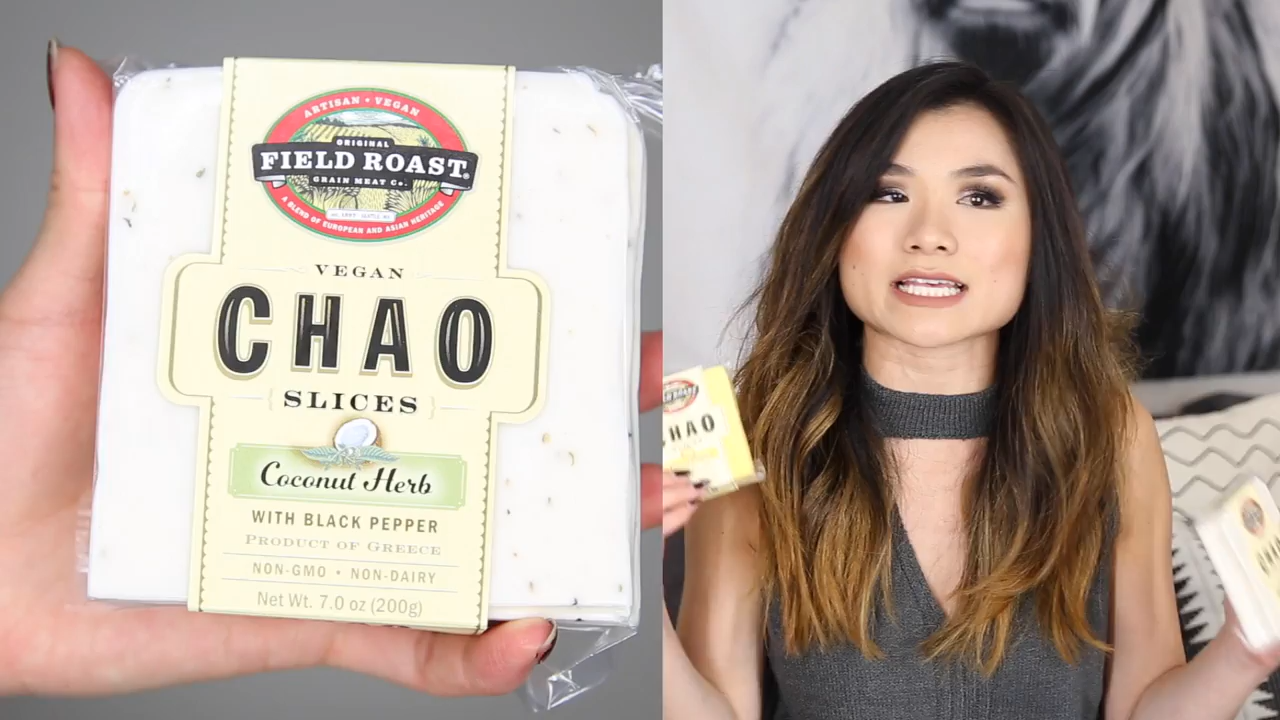 ARTISAN • VEGAN
ORIGINAL
FIELD ROAST®
GRAIN MEAT Co.
A BLEND OF EUROPEAN AND ASIAN HERITAGE
VEGAN
CHAO
SLICES
Coconut Herb
WITH BLACK PEPPER
PRODUCT OF GREECE
NON-GMO • NON-DAIRY
Net Wt. 7.0 oz (200g)
CHAO